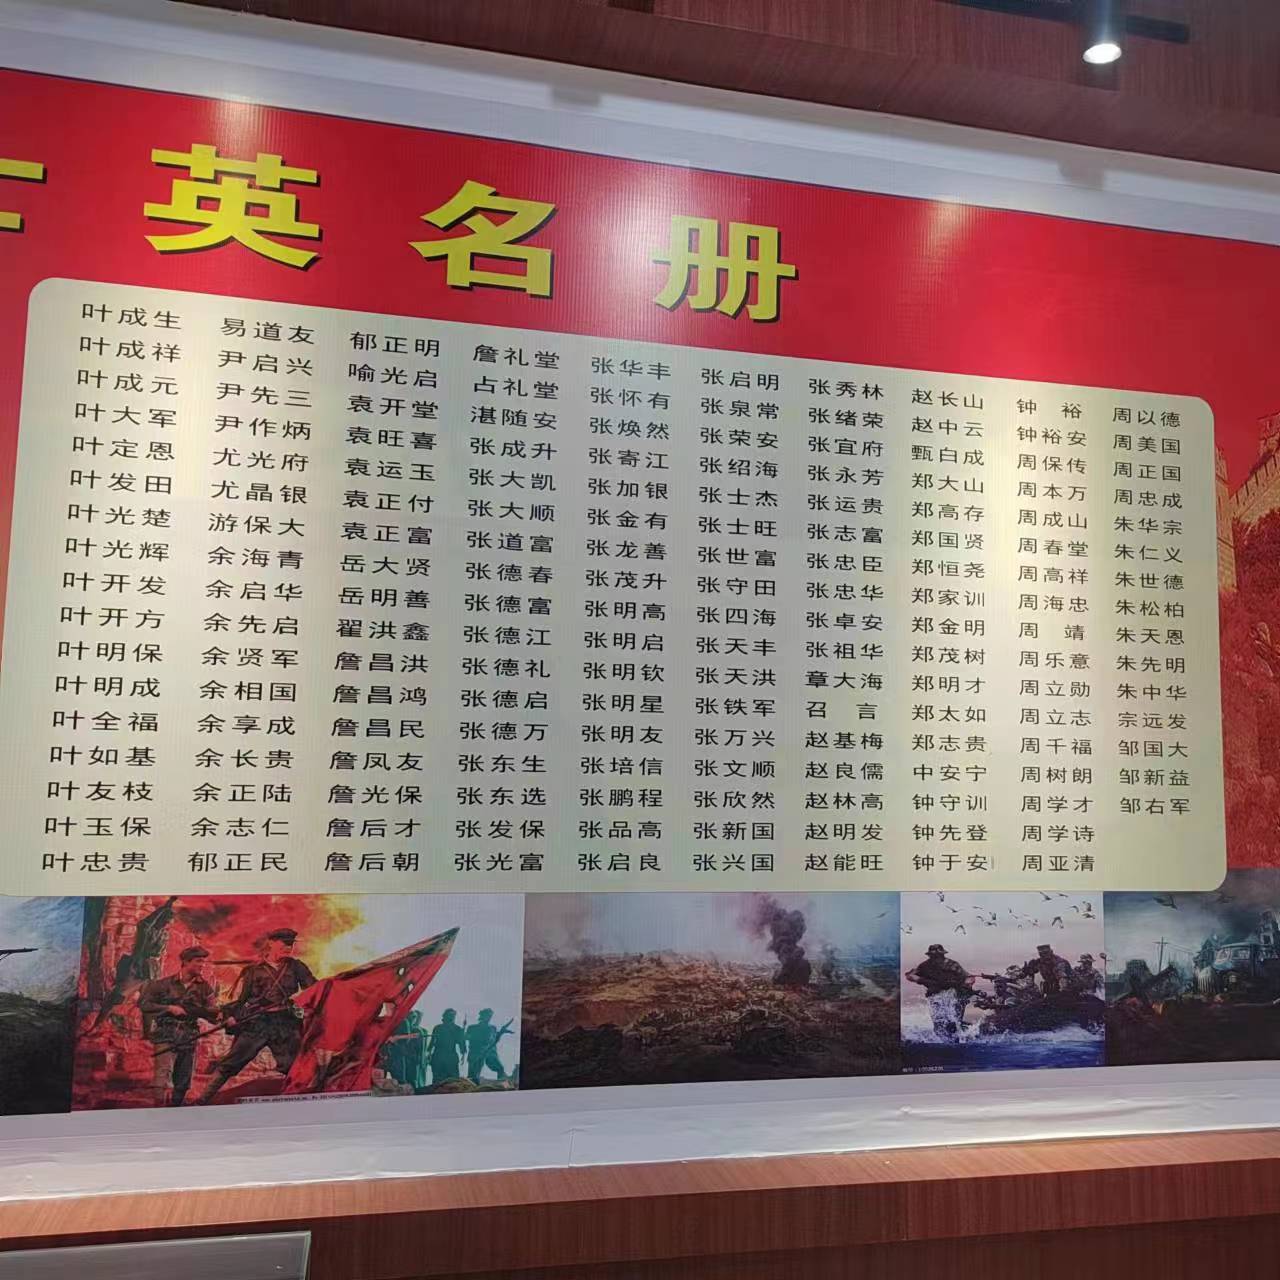 英名册
叶成生 易道友 郁正明 詹礼堂 张华丰 张启明 张秀林 赵长山 钟 裕 周以德
叶成祥 尹启兴 喻光启 占礼堂 张怀有 张泉常 张绪荣 赵中云 钟裕安 周美国
叶成元 尹先三 袁开堂 湛随安 张焕然 张荣安 张宜府 甄白成 周保传 周正国
叶大军 尹作炳 袁旺喜 张成升 张寄江 张绍海 张永芳 郑大山 周本万 周忠成
叶定恩 尤光府 袁运玉 张大凯 张加银 张士杰 张运贵 郑高存 周成山 朱华宗
叶发田 尤晶银 袁正付 张大顺 张金有 张士旺 张志富 郑国贤 周春堂 朱仁义
叶光楚 游保大 袁正富 张道富 张龙善 张世富 张忠臣 郑恒尧 周高祥 朱世德
叶光辉 余海青 岳大贤 张德春 张茂升 张守田 张忠华 郑家训 周海忠 朱松柏
叶开发 余启华 岳明善 张德富 张明高 张四海 张卓安 郑金明 周 靖 朱天恩
叶开方 余先启 翟洪鑫 张德江 张明启 张天丰 张祖华 郑茂树 周乐意 朱先明
叶明保 余贤军 詹昌洪 张德礼 张明钦 张天洪 章大海 郑明才 周立勋 朱中华
叶明成 余相国 詹昌鸿 张德启 张明星 张铁军 召 言 郑太如 周立志 宗远发
叶全福 余享成 詹昌民 张德万 张明友 张万兴 赵基梅 郑志贵 周千福 邹国大
叶如基 余长贵 詹凤友 张东生 张培信 张文顺 赵良儒 中安宁 周树朗 邹新益
叶友枝 余正陆 詹光保 张东选 张鹏程 张欣然 赵林高 钟守训 周学才 邹右军
叶玉保 余志仁 詹后才 张发保 张品高 张新国 赵明发 钟先登 周学诗
叶忠贵 郁正民 詹后朝 张光富 张启良 张兴国 赵能旺 钟于安 周亚清